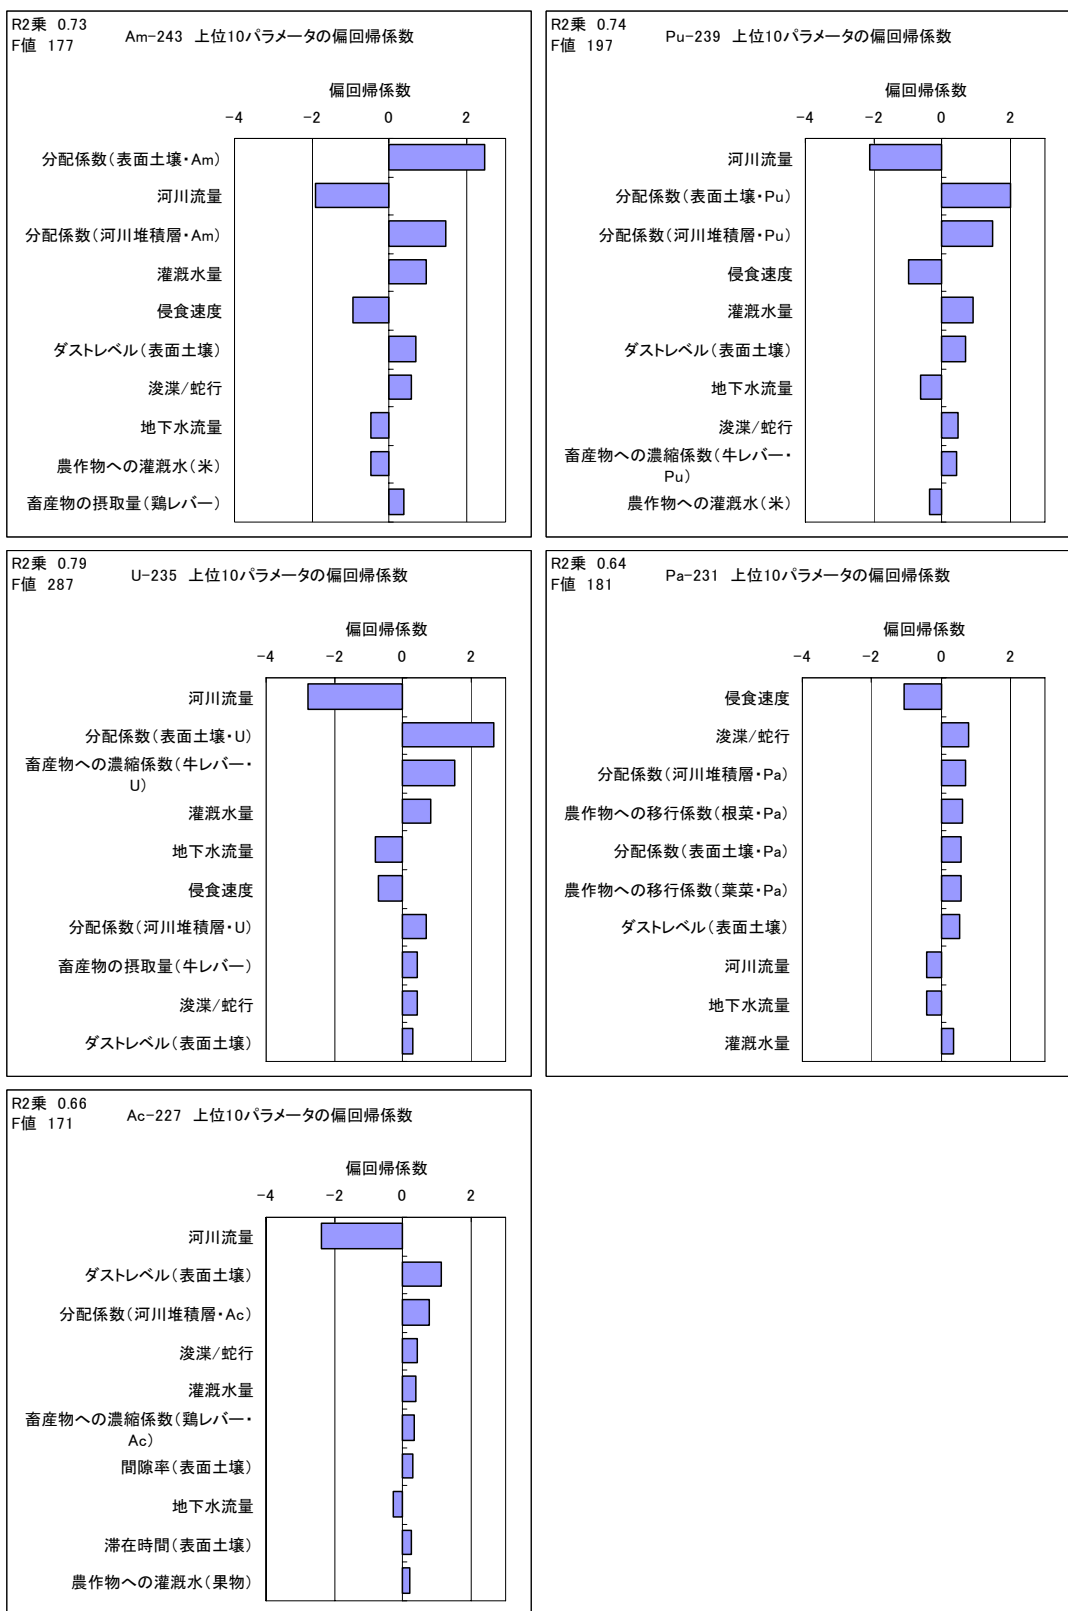 R2乗 0.73
F値 177
Am-243 上位10パラメータの偏回帰係数
偏回帰係数
-4 -2 0 2
分配係数(表面土壌・Am)
河川流量
分配係数(河川堆積層・Am)
灌漑水量
侵食速度
ダストレベル(表面土壌)
浚渫/蛇行
地下水流量
農作物への灌漑水(米)
畜産物の摂取量(鶏レバー)
R2乗 0.74
F値 197
Pu-239 上位10パラメータの偏回帰係数
偏回帰係数
-4 -2 0 2
河川流量
分配係数(表面土壌・Pu)
分配係数(河川堆積層・Pu)
侵食速度
灌漑水量
ダストレベル(表面土壌)
地下水流量
浚渫/蛇行
畜産物への濃縮係数(牛レバー・
Pu)
農作物への灌漑水(米)
R2乗 0.79
F値 287
U-235 上位10パラメータの偏回帰係数
偏回帰係数
-4 -2 0 2
河川流量
分配係数(表面土壌・U)
畜産物への濃縮係数(牛レバー・
U)
灌漑水量
地下水流量
侵食速度
分配係数(河川堆積層・U)
畜産物の摂取量(牛レバー)
浚渫/蛇行
ダストレベル(表面土壌)
R2乗 0.64
F値 181
Pa-231 上位10パラメータの偏回帰係数
偏回帰係数
-4 -2 0 2
侵食速度
浚渫/蛇行
分配係数(河川堆積層・Pa)
農作物への移行係数(根菜・Pa)
分配係数(表面土壌・Pa)
農作物への移行係数(葉菜・Pa)
ダストレベル(表面土壌)
河川流量
地下水流量
灌漑水量
R2乗 0.66
F値 171
Ac-227 上位10パラメータの偏回帰係数
偏回帰係数
-4 -2 0 2
河川流量
ダストレベル(表面土壌)
分配係数(河川堆積層・Ac)
浚渫/蛇行
灌漑水量
畜産物への濃縮係数(鶏レバー・
Ac)
間隙率(表面土壌)
地下水流量
滞在時間(表面土壌)
農作物への灌漑水(果物)